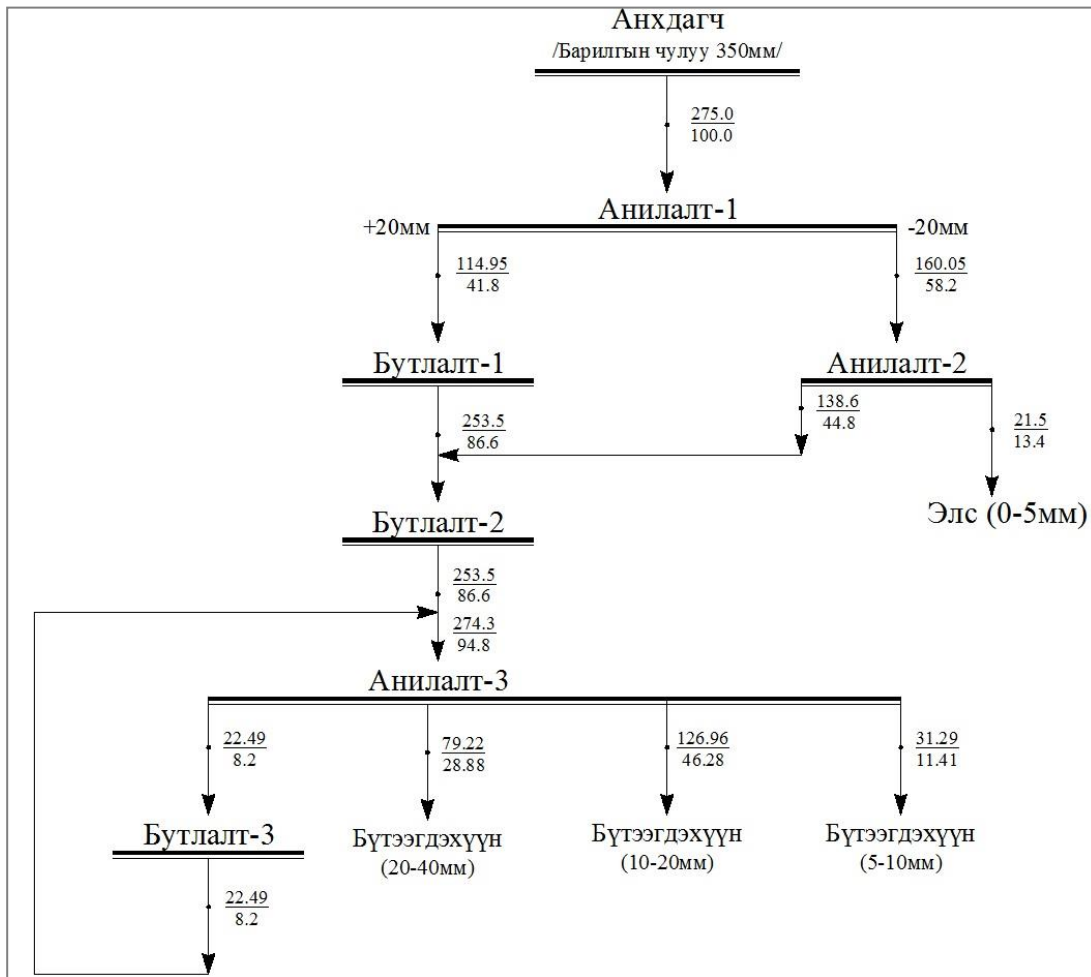 Анхдагч
/Барилгын чулуу 350мм/
275.0
100.0
Анилалт-1
+20мм
-20мм
114.95
41.8
160.05
58.2
Бутлалт-1
Анилалт-2
253.5
86.6
138.6
44.8
21.5
13.4
Элс (0-5мм)
Бутлалт-2
253.5
86.6
274.3
94.8
Анилалт-3
22.49
8.2
79.22
28.88
126.96
46.28
31.29
11.41
Бутлалт-3
Бүтээгдэхүүн
(20-40мм)
Бүтээгдэхүүн
(10-20мм)
Бүтээгдэхүүн
(5-10мм)
22.49
8.2